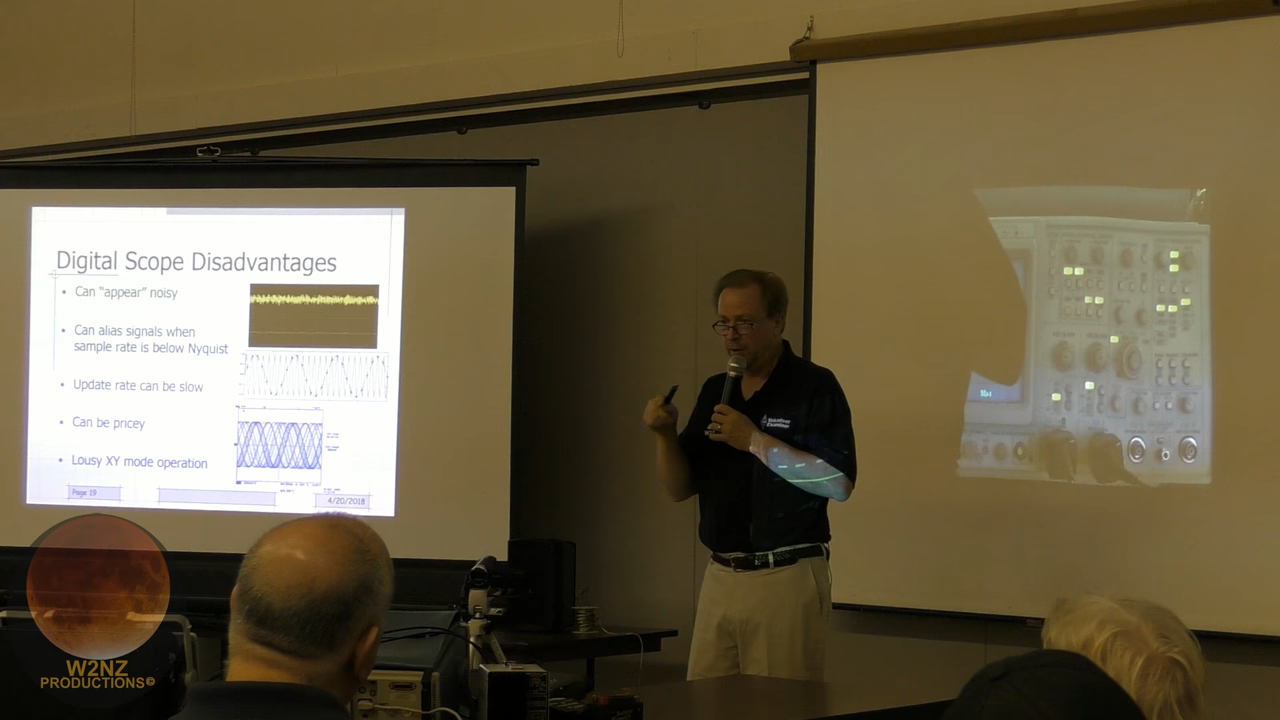 Digital Scope Disadvantages
• Can "appear" noisy
• Can alias signals when
sample rate is below Nyquist
• Update rate can be slow
• Can be pricey
• Lousy XY mode operation
Page 19
4/20/2018
W2NZ
PRODUCTIONS©